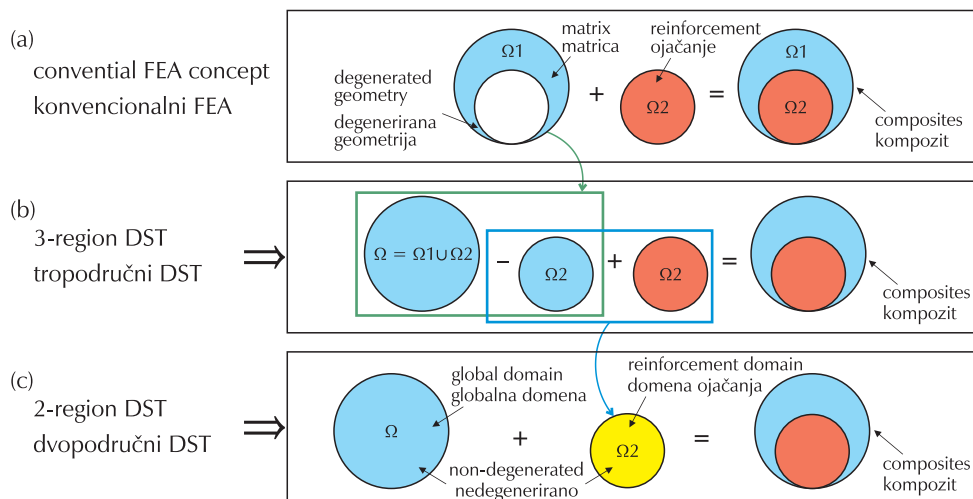 (a)
convential FEA concept
konvencionalni FEA
degenerated
geometry
degenerirana
geometrija
Ω1
matrix
matrica
+
reinforcement
ojačanje
Ω2
=
Ω1
Ω2
composites
kompozit
(b)
3-region DST
tropodručni DST
⇒
Ω = Ω1∪Ω2
−
Ω2
+
Ω2
=
composites
kompozit
(c)
2-region DST
dvopodručni DST
⇒
Ω
global domain
globalna domena
+
non-degenerated
nedegenerirano
reinforcement domain
domena ojačanja
Ω2
=
composites
kompozit